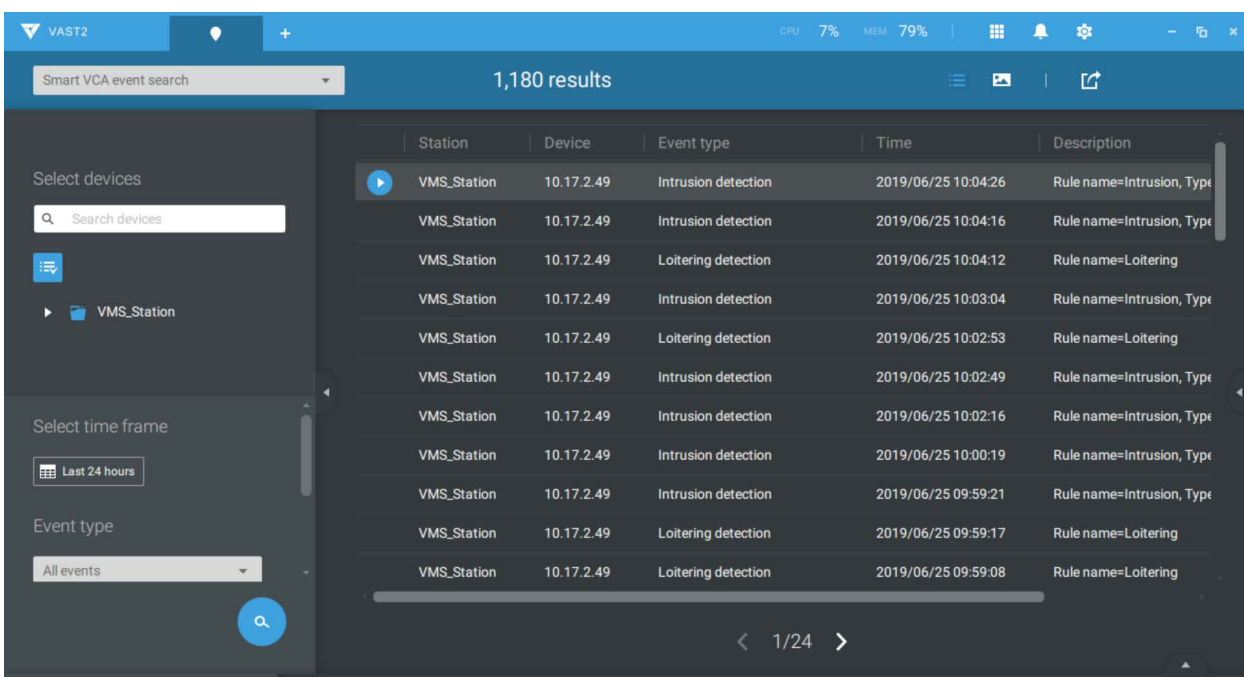 VAST2
+
CPU 7% MEM 79%
Smart VCA event search
1,180 results
Select devices
Search devices
VMS_Station
Select time frame
Last 24 hours
Event type
All events
Station Device Event type Time Description
VMS_Station 10.17.2.49 Intrusion detection 2019/06/25 10:04:26 Rule name=Intrusion, Type
VMS_Station 10.17.2.49 Intrusion detection 2019/06/25 10:04:16 Rule name=Intrusion, Type
VMS_Station 10.17.2.49 Loitering detection 2019/06/25 10:04:12 Rule name=Loitering
VMS_Station 10.17.2.49 Intrusion detection 2019/06/25 10:03:04 Rule name=Intrusion, Type
VMS_Station 10.17.2.49 Loitering detection 2019/06/25 10:02:53 Rule name=Loitering
VMS_Station 10.17.2.49 Intrusion detection 2019/06/25 10:02:49 Rule name=Intrusion, Type
VMS_Station 10.17.2.49 Intrusion detection 2019/06/25 10:02:16 Rule name=Intrusion, Type
VMS_Station 10.17.2.49 Intrusion detection 2019/06/25 10:00:19 Rule name=Intrusion, Type
VMS_Station 10.17.2.49 Intrusion detection 2019/06/25 09:59:21 Rule name=Intrusion, Type
VMS_Station 10.17.2.49 Loitering detection 2019/06/25 09:59:17 Rule name=Loitering
VMS_Station 10.17.2.49 Loitering detection 2019/06/25 09:59:08 Rule name=Loitering
1/24